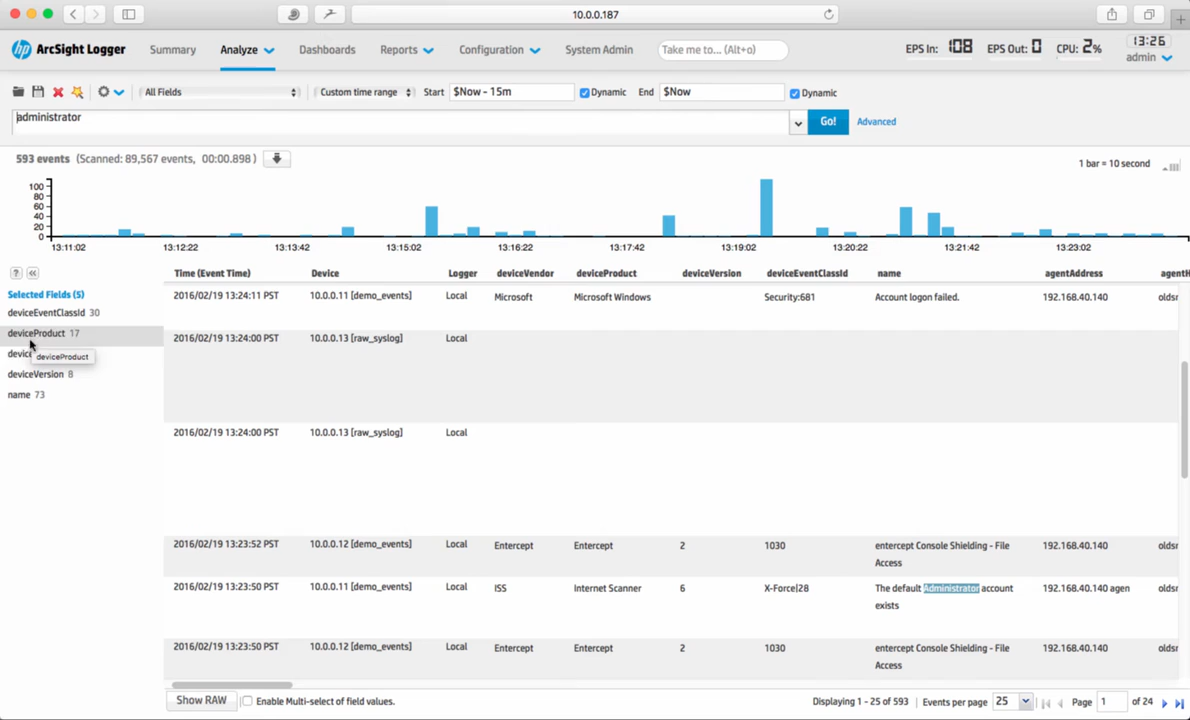 10.0.0.187
hp ArcSight Logger Summary Analyze Dashboards Reports Configuration System Admin Take me to... (Alt+o) EPS In: 108 EPS Out: 0 CPU: 2% 13:26
admin
All Fields Custom time range Start $Now - 15m Dynamic End $Now Dynamic
administrator Go! Advanced
593 events (Scanned: 89,567 events, 00:00.898 )
1 bar = 10 second
100
80
60
40
20
0
13:11:02 13:12:22 13:13:42 13:15:02 13:16:22 13:17:42 13:19:02 13:20:22 13:21:42 13:23:02
? «
Selected Fields (5)
deviceEventClassId 30
deviceProduct 17
device
deviceProduct
deviceVersion 8
name 73
Time (Event Time) Device Logger deviceVendor deviceProduct deviceVersion deviceEventClassId name agentAddress agentH
2016/02/19 13:24:11 PST 10.0.0.11 [demo_events] Local Microsoft Microsoft Windows Security:681 Account logon failed. 192.168.40.140 oldsr
2016/02/19 13:24:00 PST 10.0.0.13 [raw_syslog] Local
2016/02/19 13:24:00 PST 10.0.0.13 [raw_syslog] Local
2016/02/19 13:23:52 PST 10.0.0.12 [demo_events] Local Entercept Entercept 2 1030 entercept Console Shielding - File 192.168.40.140 oldsr
Access
2016/02/19 13:23:50 PST 10.0.0.11 [demo_events] Local ISS Internet Scanner 6 X-Force|28 The default Administrator account 192.168.40.140 agen oldsr
exists
2016/02/19 13:23:50 PST 10.0.0.12 [demo_events] Local Entercept Entercept 2 1030 entercept Console Shielding - File 192.168.40.140 oldsr
Access
Show RAW Enable Multi-select of field values. Displaying 1 - 25 of 593 Events per page 25 Page 1 of 24